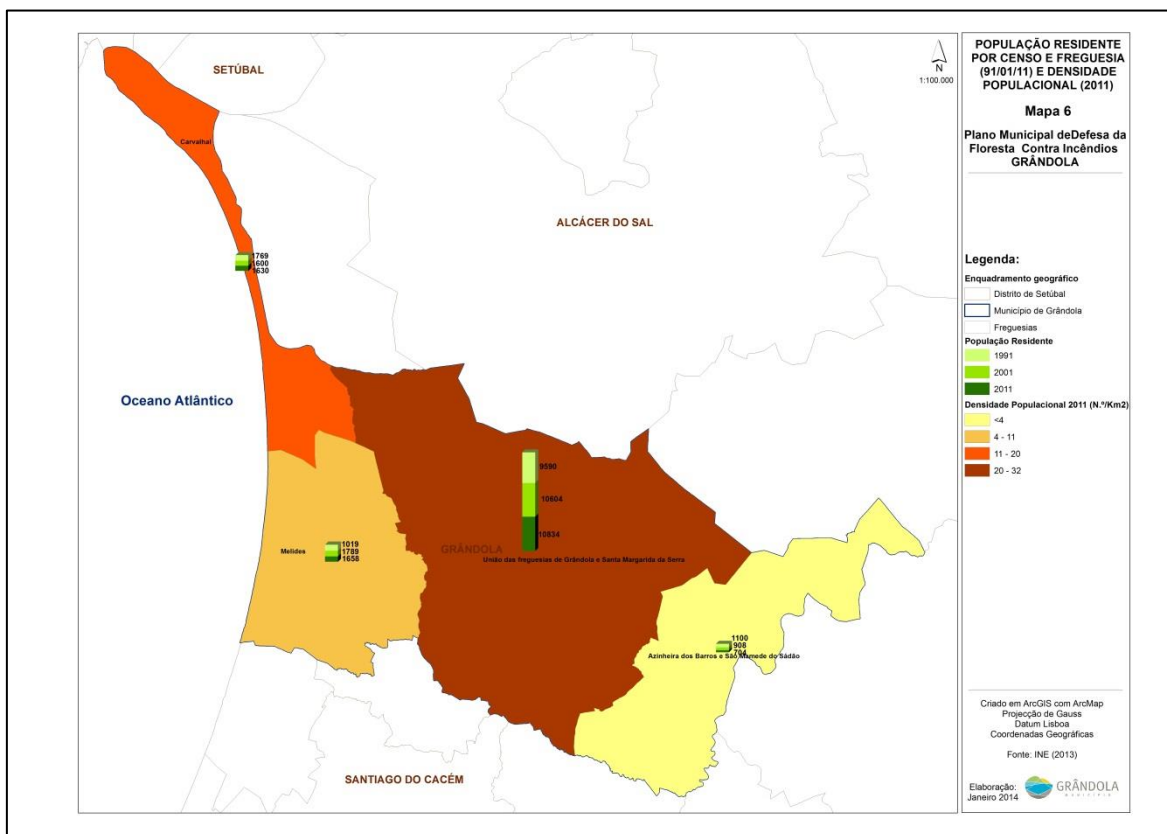 SETÚBAL
Carvalhal
N
1:100.000
ALCÁCER DO SAL
1769
1600
1630
Oceano Atlântico
9590
10604
10834
GRÂNDOLA
União das freguesias de Grândola e Santa Margarida da Serra
Melides
1019
1789
1658
1100
908
794
Azinheira dos Barros e São Mamede do Sádão
SANTIAGO DO CACÉM
POPULAÇÃO RESIDENTE
POR CENSO E FREGUESIA
(91/01/11) E DENSIDADE
POPULACIONAL (2011)
Mapa 6
Plano Municipal deDefesa da
Floresta Contra Incêndios
GRÂNDOLA
Legenda:
Enquadramento geográfico
Distrito de Setúbal
Município de Grândola
Freguesias
População Residente
1991
2001
2011
Densidade Populacional 2011 (N.º/Km2)
<4
4 - 11
11 - 20
20 - 32
Criado em ArcGIS com ArcMap
Projecção de Gauss
Datum Lisboa
Coordenadas Geográficas
Fonte: INE (2013)
Elaboração:
Janeiro 2014
GRÂNDOLA
MUNICÍPIO